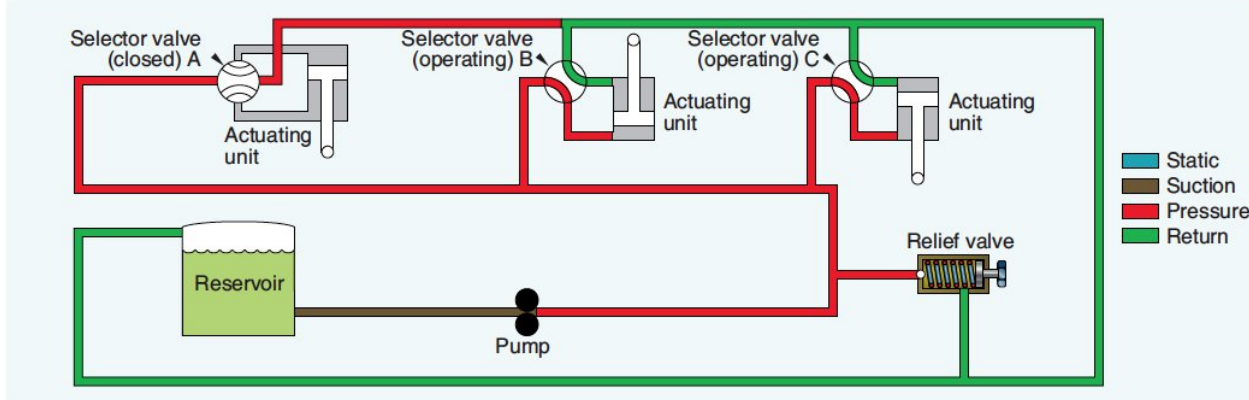 Selector valve
(closed) A
Selector valve
(operating) B
Selector valve
(operating) C
Actuating
unit
Actuating
unit
Actuating
unit
Static
Suction
Pressure
Return
Relief valve
Reservoir
Pump